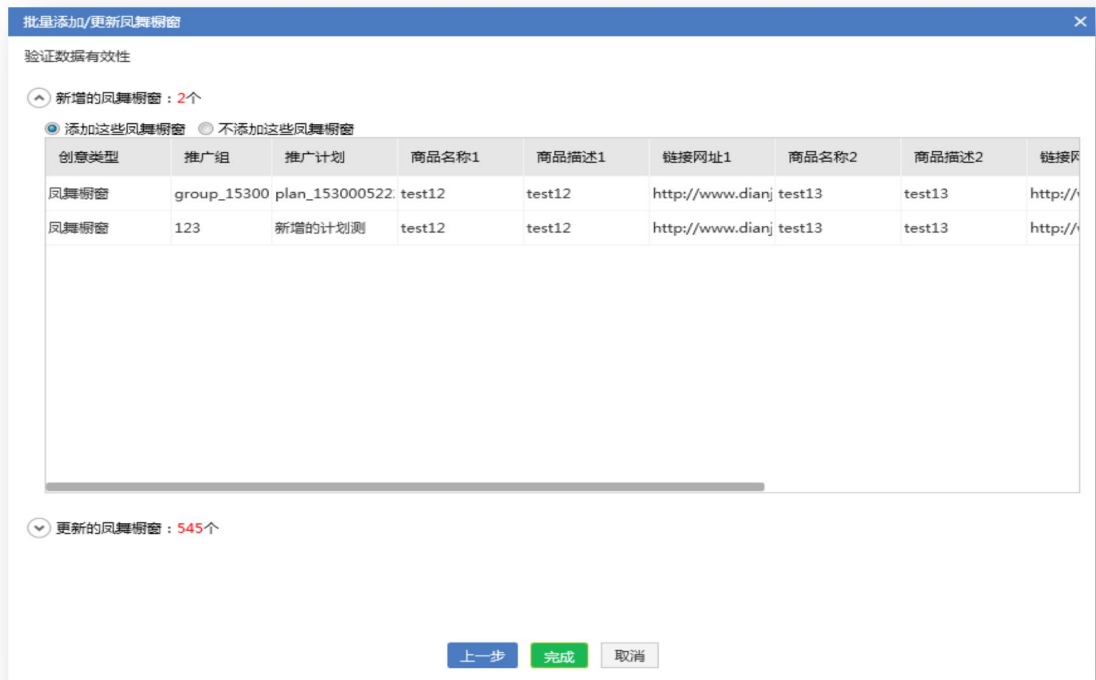 批量添加/更新凤舞橱窗
验证数据有效性
新增的凤舞橱窗：2个
添加这些凤舞橱窗 不添加这些凤舞橱窗
创意类型 推广组 推广计划 商品名称1 商品描述1 链接网址1 商品名称2 商品描述2 链接网
凤舞橱窗 group_15300 plan_1530005222 test12 test12 http://www.dianj test13 test13 http://
凤舞橱窗 123 新增的计划测 test12 test12 http://www.dianj test13 test13 http://
更新的凤舞橱窗：545个
上一步 完成 取消